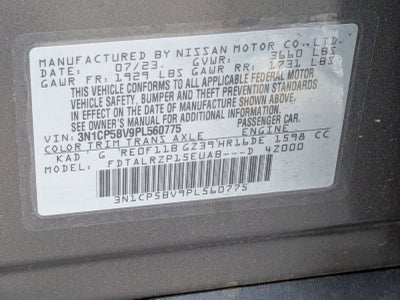 MANUFACTURED BY NISSAN MOTOR CO., LTD.
DATE: 07/23. GVWR: 3660 LBS
GAWR FR: 1929 LBS GAWR RR: 1731 LBS
THIS VEHICLE CONFORMS TO ALL APPLICABLE FEDERAL MOTOR
VEHICLE SAFETY, BUMPER AND THEFT PREVENTION STANDARDS
IN EFFECT ON THE DATE OF MANUFACTURE SHOWN ABOVE.
SEE OWNER'S MANUAL FOR ADDITIONAL INFORMATION.
VIN: 3N1CP5BV9PL560775 PASSENGER CAR.
COLOR TRIM TRANS AXLE ENGINE
KAD G RE0F11B GZ39 HR16DE 1598 CC
MODEL: FDTALRZP15EUAB---D 4Z000
3N1CP5BV9PL560775